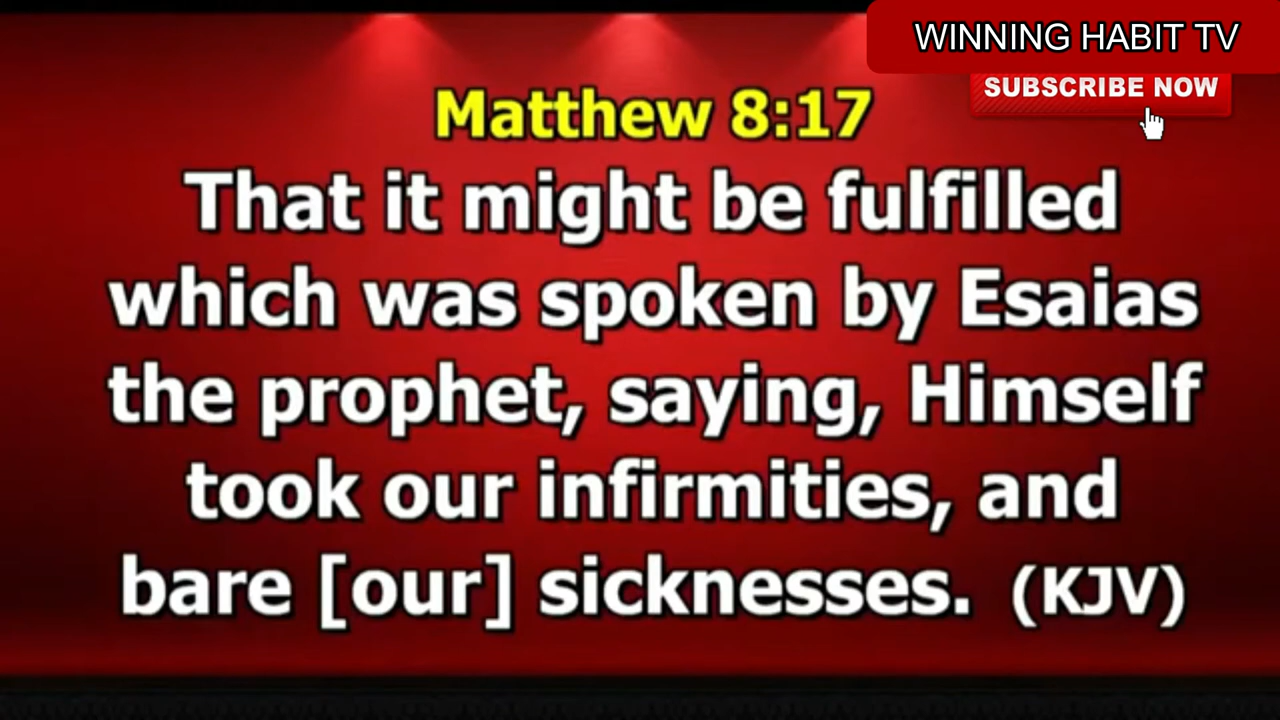 WINNING HABIT TV
SUBSCRIBE NOW
Matthew 8:17
That it might be fulfilled
which was spoken by Esaias
the prophet, saying, Himself
took our infirmities, and
bare [our] sicknesses. (KJV)